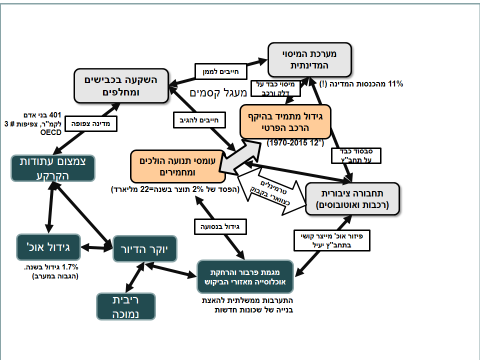 מערכת המיסוי
המדינתית
חייבים לממן
השקעה בכבישים
ומחלפים
מעגל קסמים
מיסוי כבד על
דלק ורכב
11% מהכנסות המדינה (!)
גידול מתמיד בהיקף
הרכב הפרטי
(1970-2015 '12)
חייבים להגיב
401 בני אדם
לקמ"ר, צפיפות 3 #
OECD
מדינה צפופה
סבסוד כבד
על תחב"צ
צמצום עתודות
הקרקע
עומסי תנועה הולכים
ומחמירים
(הפסד של 2% תוצר בשנה=22 מיליארד)
טרמינלים
כצווארי בקבוק
תחבורה ציבורית
(רכבות ואוטובוסים)
גידול בנסועה
פיזור אוכ' מייצר קושי
בתחב"ץ יעיל
גידול אוכ'
יוקר הדיור
1.7% גידול בשנה.
(הגבוה במערב)
מגמת פרבור והרחקת
אוכלוסייה מאזורי הביקוש
ריבית
נמוכה
התערבות ממשלתית להאצת
בנייה של שכונות חדשות